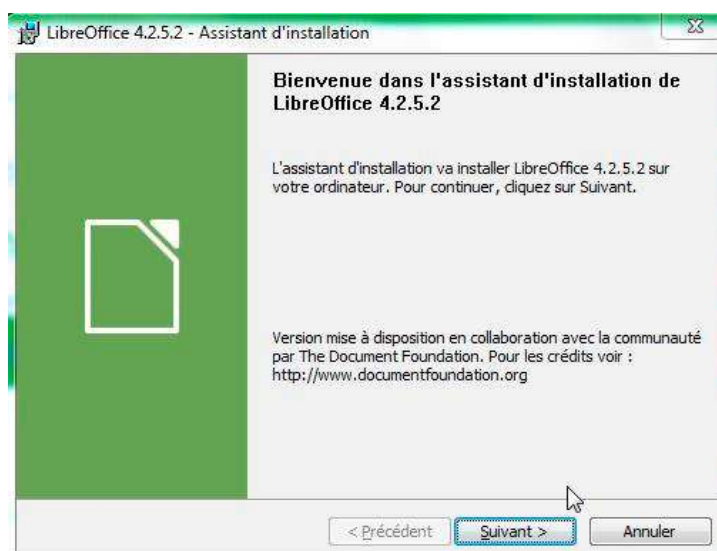 LibreOffice 4.2.5.2 - Assistant d'installation
Bienvenue dans l'assistant d'installation de
LibreOffice 4.2.5.2
L'assistant d'installation va installer LibreOffice 4.2.5.2 sur
votre ordinateur. Pour continuer, cliquez sur Suivant.
Version mise à disposition en collaboration avec la communauté
par The Document Foundation. Pour les crédits voir :
http://www.documentfoundation.org
< Précédent Suivant > Annuler